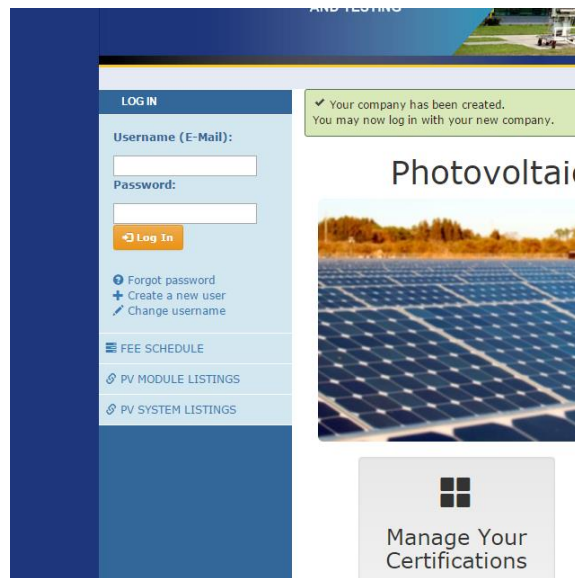 AND TESTING
LOG IN
Username (E-Mail):
Password:
Log In
Forgot password
Create a new user
Change username
FEE SCHEDULE
PV MODULE LISTINGS
PV SYSTEM LISTINGS
Your company has been created.
You may now log in with your new company.
Manage Your
Certifications